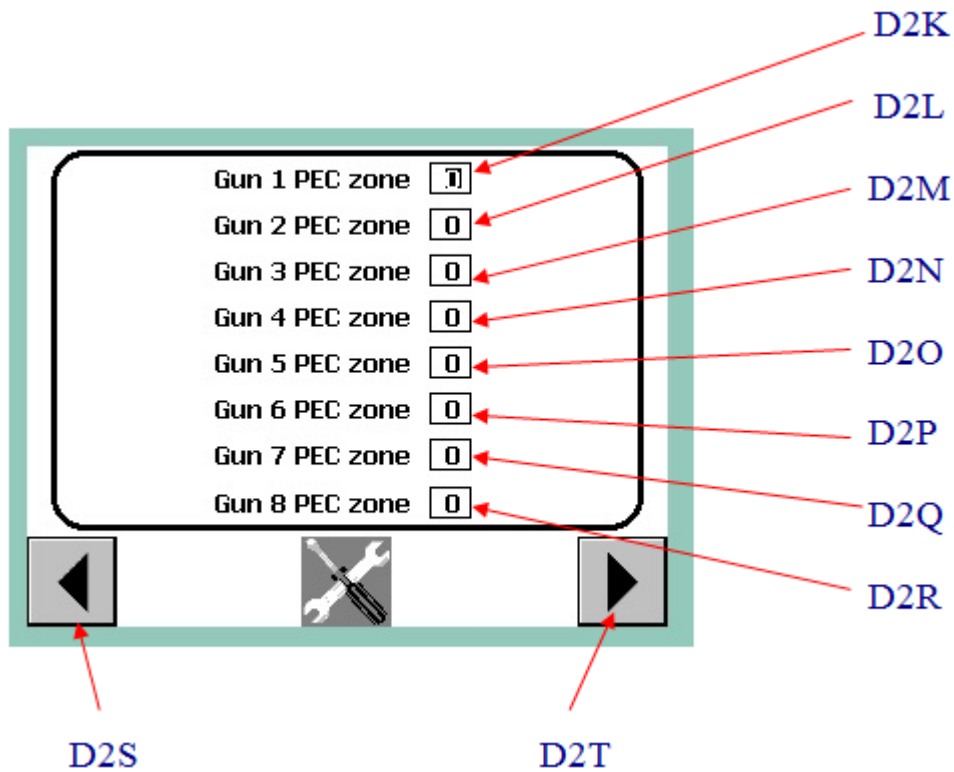 D2K
Gun 1 PEC zone
D2L
Gun 2 PEC zone 0
D2M
Gun 3 PEC zone 0
D2N
Gun 4 PEC zone 0
D2O
Gun 5 PEC zone 0
Gun 6 PEC zone 0
D2P
Gun 7 PEC zone 0
D2Q
Gun 8 PEC zone 0
D2R
D2S
D2T